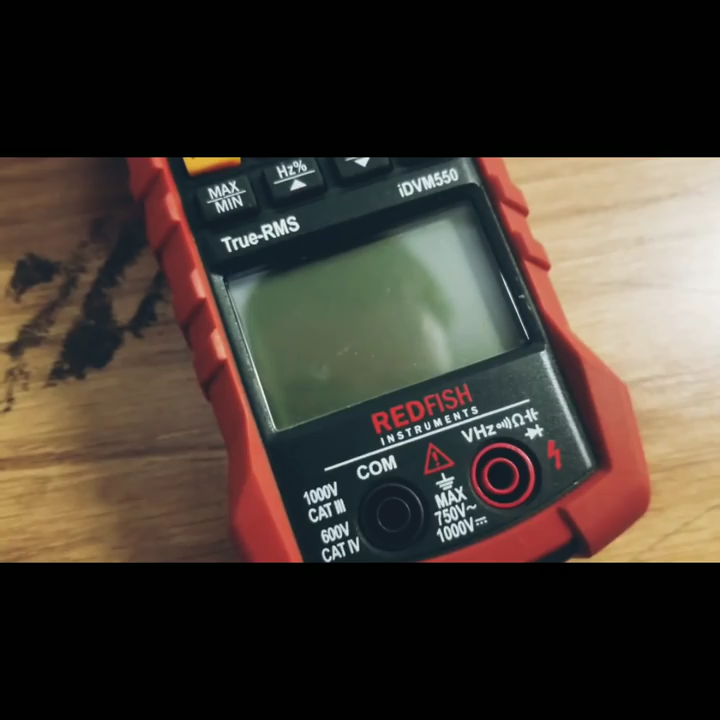 MAX
MIN
Hz%
iDVM550
True-RMS
REDFISH
INSTRUMENTS
COM
VHz Ω
1000V
CAT III
600V
CAT IV
MAX
750V~
1000V⎓